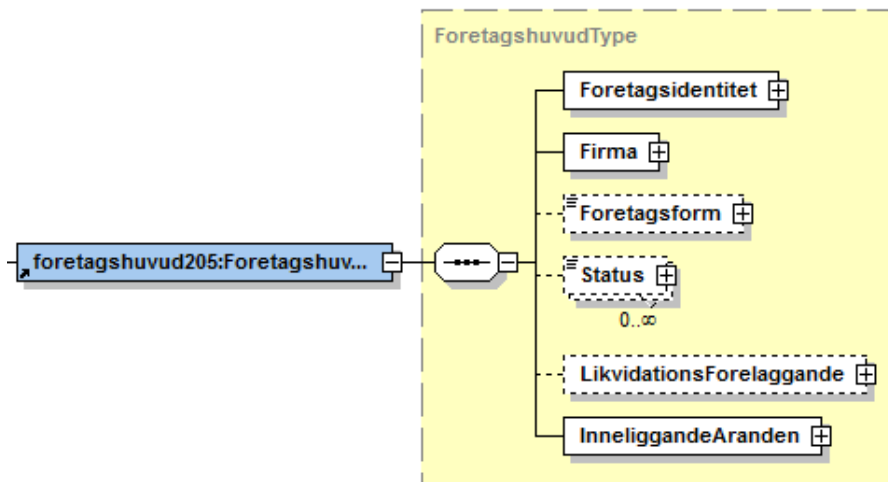 ForetagshuvudType
Foretagsidentitet
Firma
Foretagsform
foretagshuvud205:Foretagshuv...
Status
0..∞
LikvidationsForelaggande
InneliggandeAranden